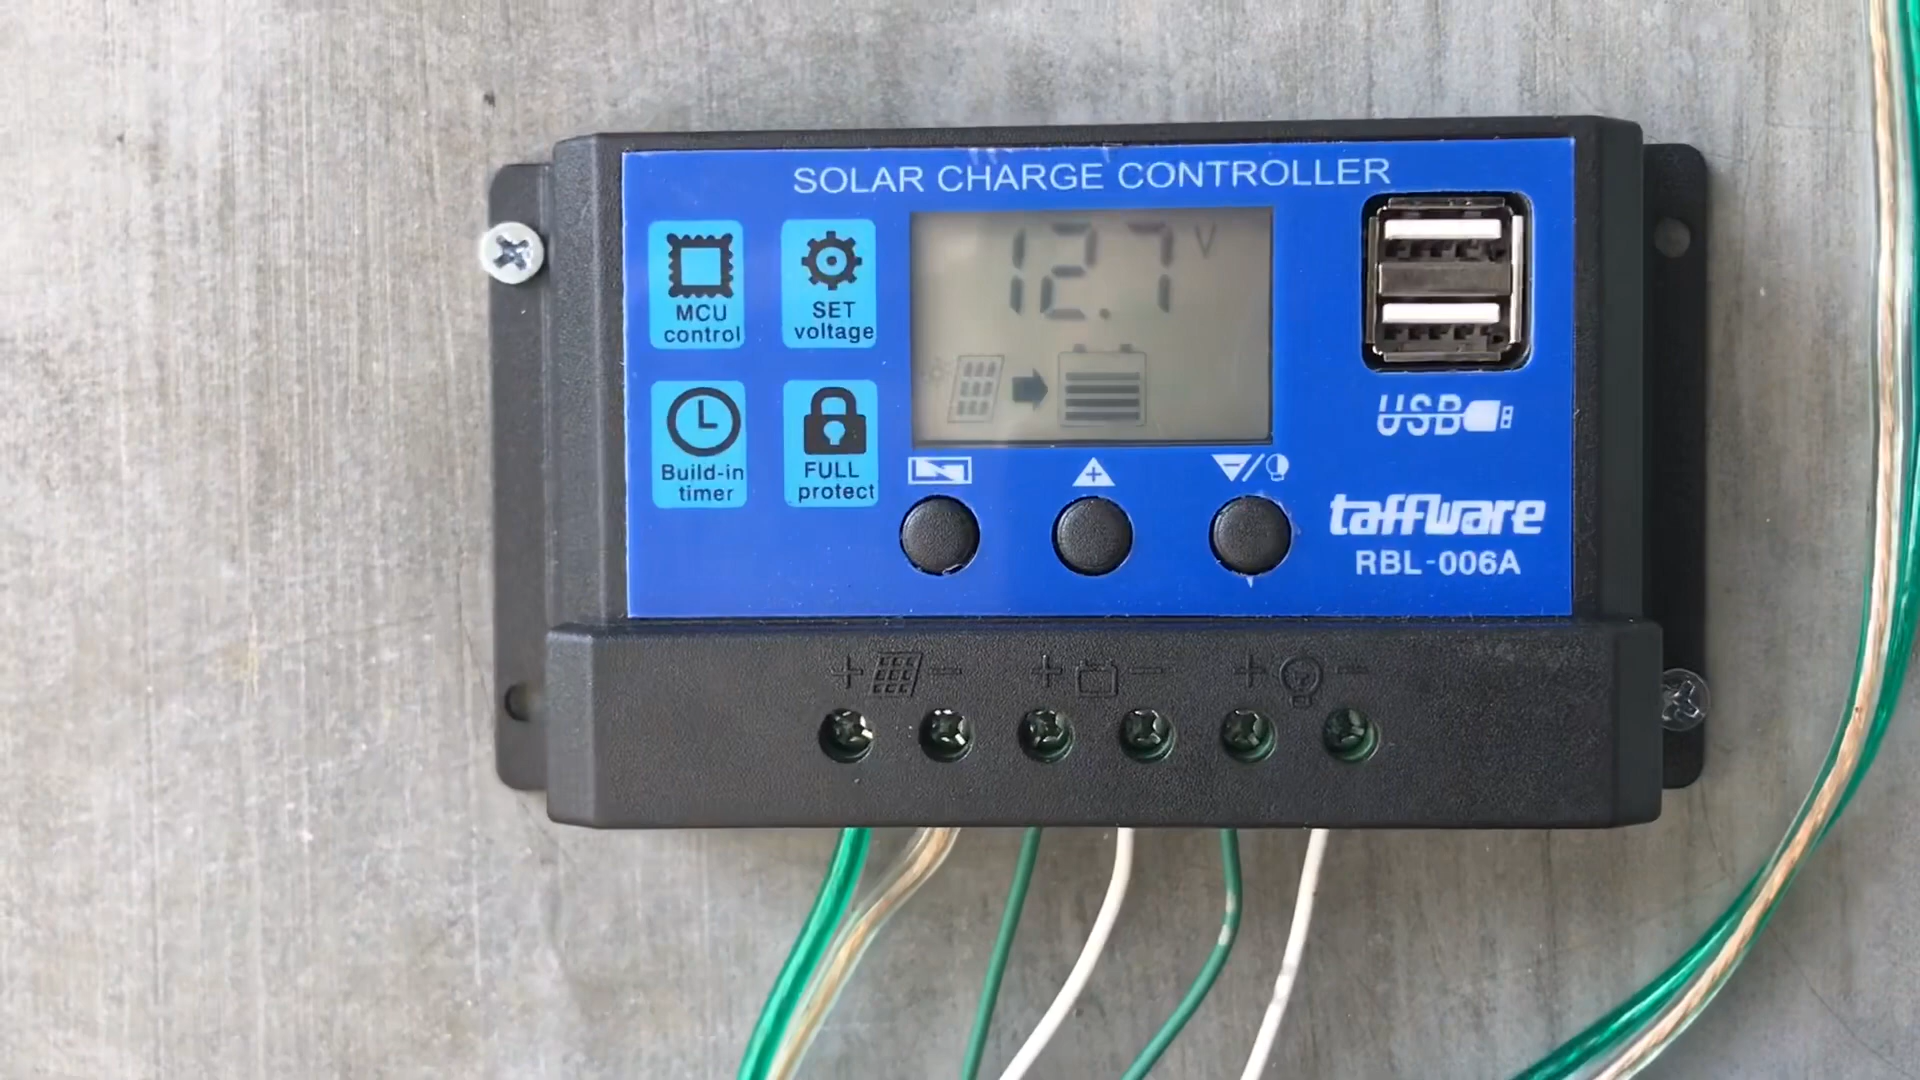 SOLAR CHARGE CONTROLLER
MCU
control
SET
voltage
12.7 V
USB
Build-in
timer
FULL
protect
taffware
RBL-006A